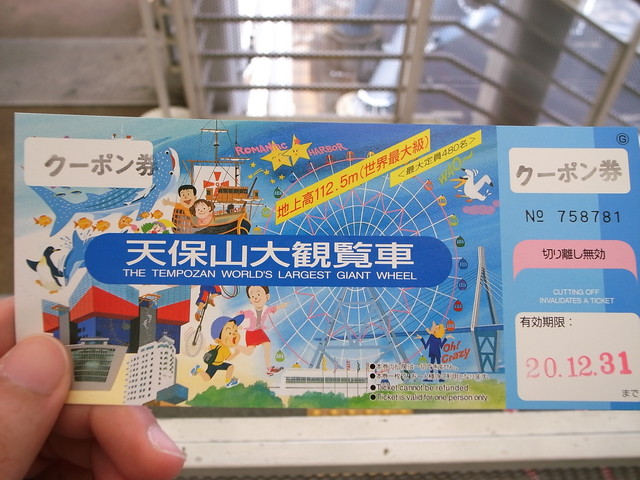 クーポン券
ROMANTIC HARBOR
地上高112.5m(世界最大級)
<最大定員480名>
天保山大観覧車
THE TEMPOZAN WORLD'S LARGEST GIANT WHEEL
Oh!
Crazy
●Ticket cannot be refunded
●Ticket is valid for one person only
G
クーポン券
No 758781
切り離し無効
CUTTING OFF
INVALIDATES A TICKET
有効期限:
20.12.31
まで